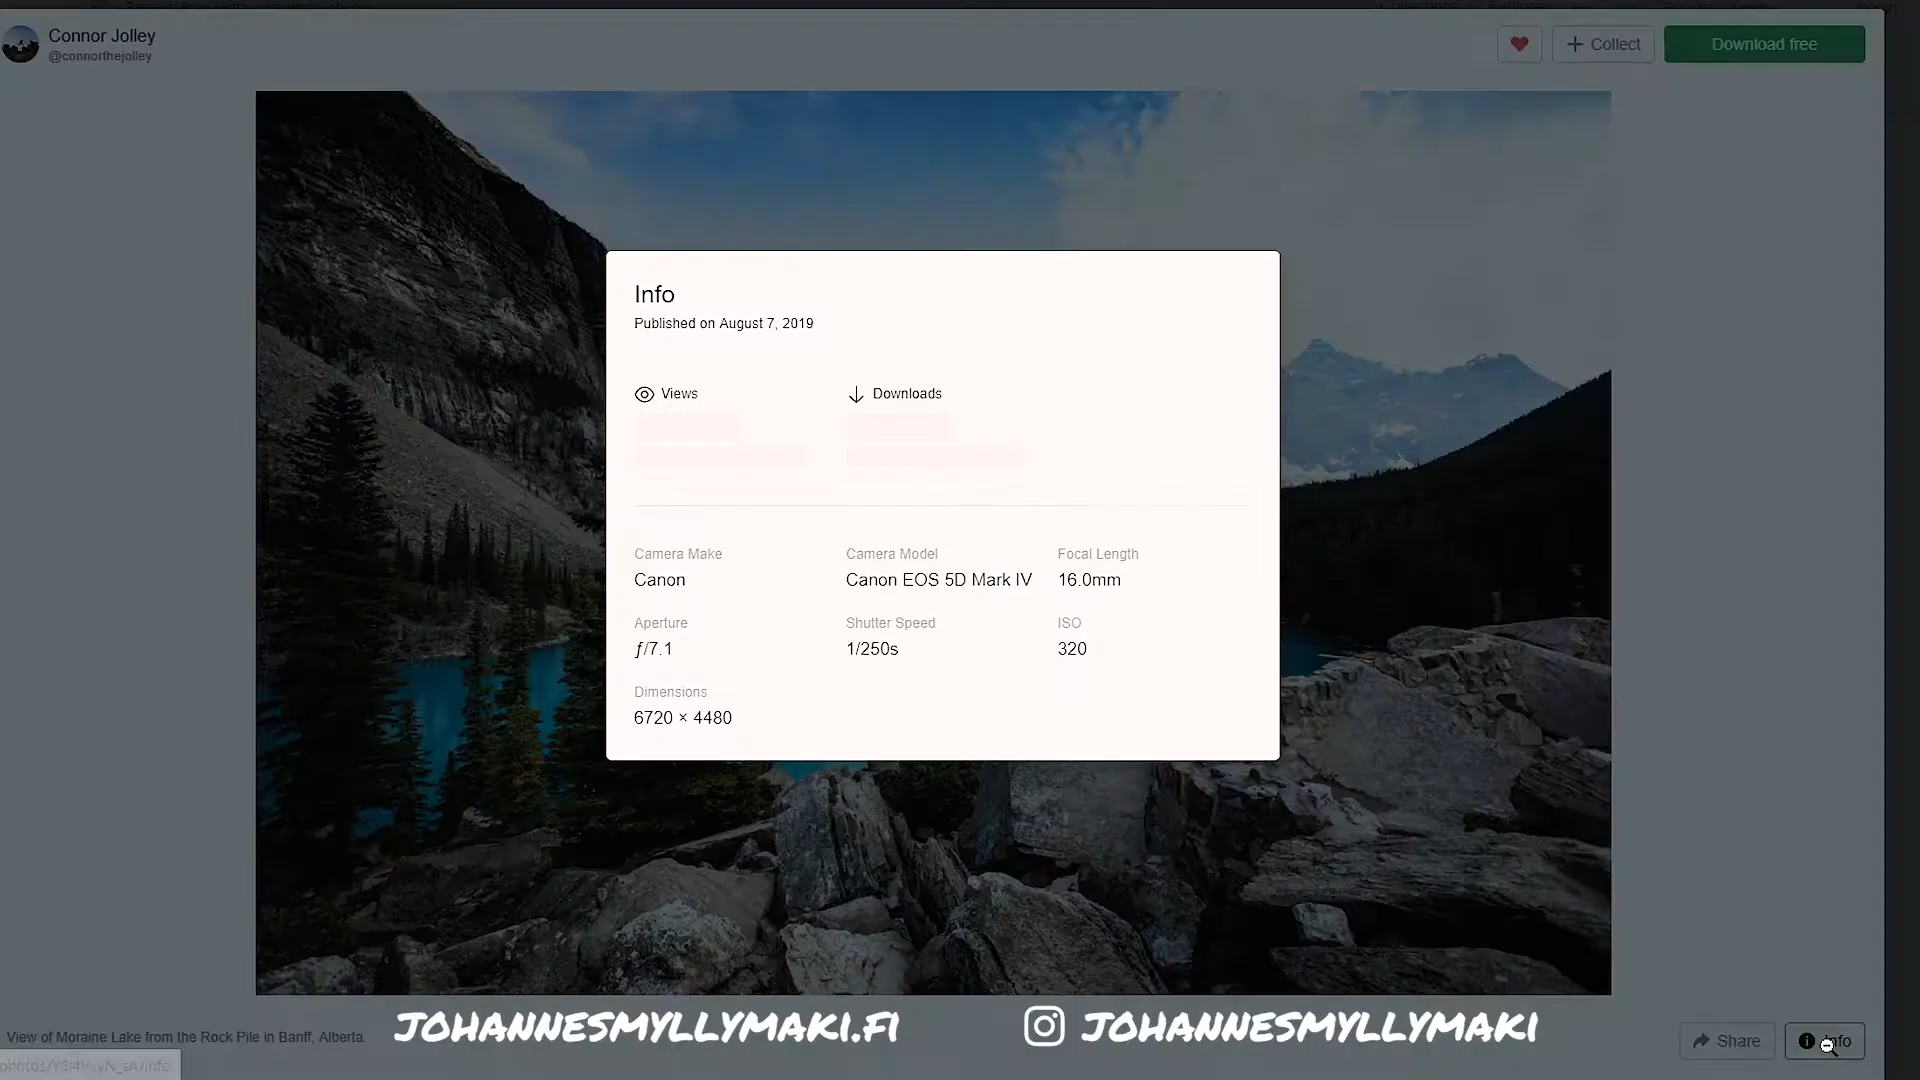 Connor Jolley
@connorthejolley
Collect
Download free
Info
Published on August 7, 2019
Views
Downloads
Camera Make
Camera Model
Focal Length
Canon
Canon EOS 5D Mark IV
16.0mm
Aperture
Shutter Speed
ISO
ƒ/7.1
1/250s
320
Dimensions
6720 × 4480
JOHANNESMYLLYMAKI.FI
JOHANNESMYLLYMAKI
View of Moraine Lake from the Rock Pile in Banff, Alberta.
Share
Info